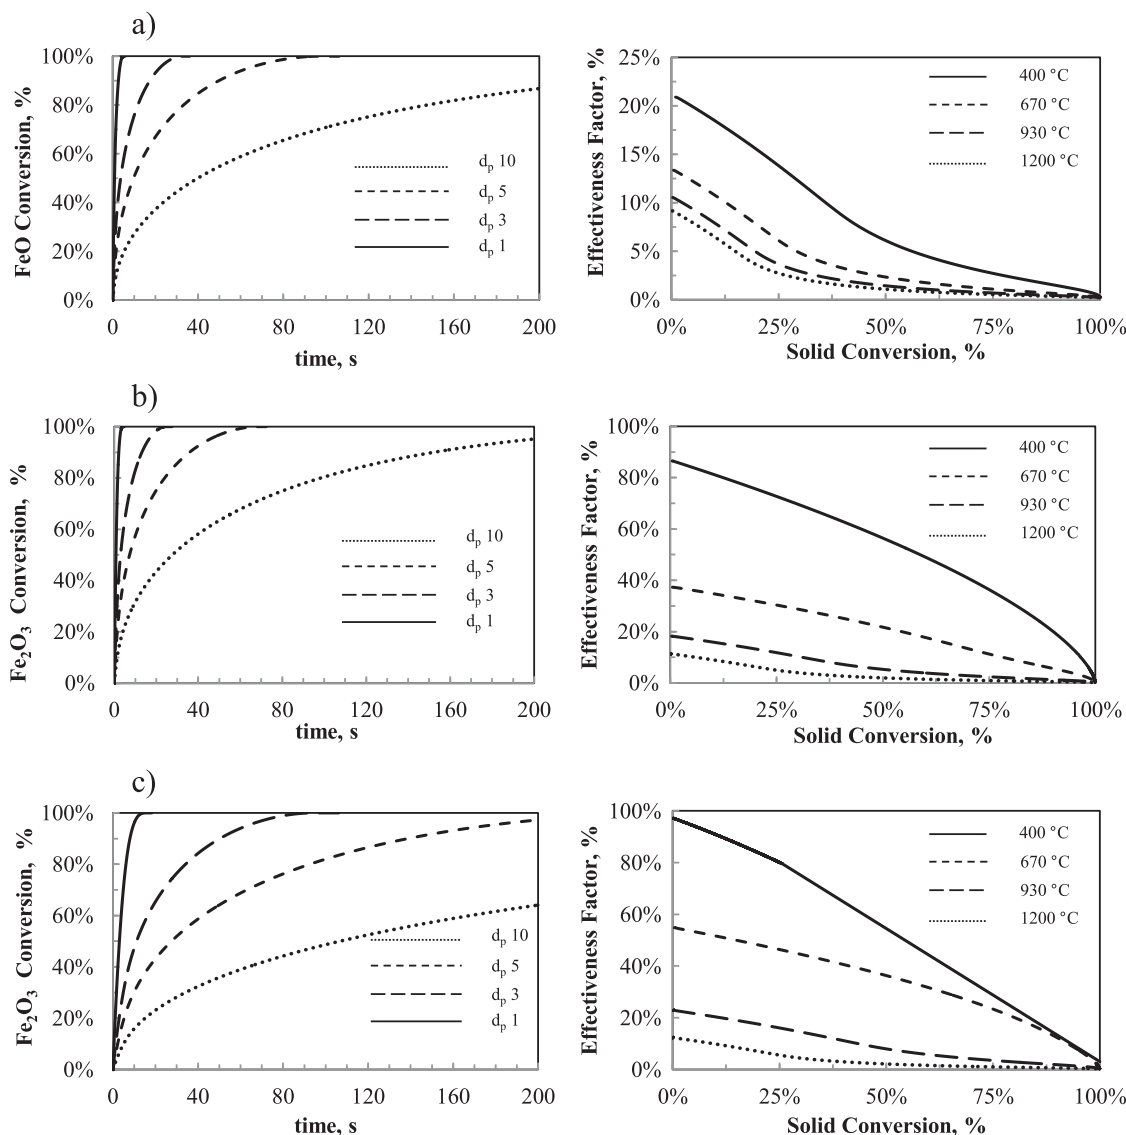 a)
100%
80%
60%
40%
20%
0%
FeO Conversion, %
0 40 80 120 160 200
time, s
dp 10
dp 5
dp 3
dp 1
25%
20%
15%
10%
5%
0%
Effectiveness Factor, %
0% 25% 50% 75% 100%
Solid Conversion, %
400 °C
670 °C
930 °C
1200 °C
b)
100%
80%
60%
40%
20%
0%
Fe2O3 Conversion, %
0 40 80 120 160 200
time, s
dp 10
dp 5
dp 3
dp 1
100%
80%
60%
40%
20%
0%
Effectiveness Factor, %
0% 25% 50% 75% 100%
Solid Conversion, %
400 °C
670 °C
930 °C
1200 °C
c)
100%
80%
60%
40%
20%
0%
Fe2O3 Conversion, %
0 40 80 120 160 200
time, s
dp 10
dp 5
dp 3
dp 1
100%
80%
60%
40%
20%
0%
Effectiveness Factor, %
0% 25% 50% 75% 100%
Solid Conversion, %
400 °C
670 °C
930 °C
1200 °C